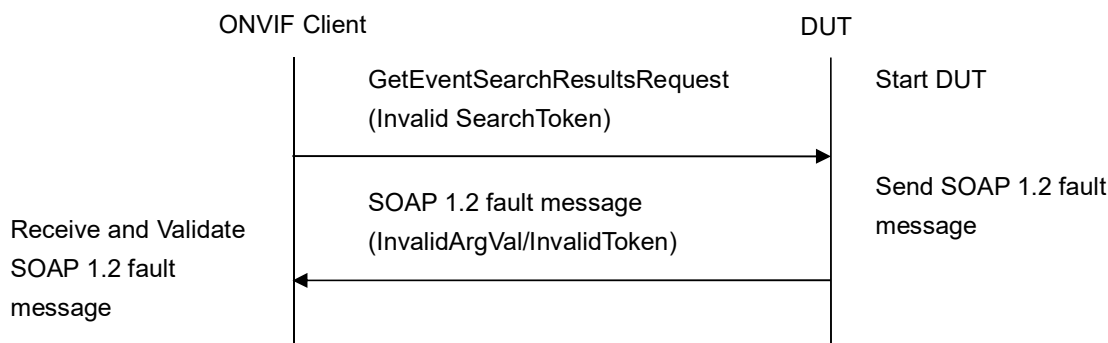 ONVIF Client
DUT
GetEventSearchResultsRequest
(Invalid SearchToken)
Start DUT
SOAP 1.2 fault message
(InvalidArgVal/InvalidToken)
Send SOAP 1.2 fault
message
Receive and Validate
SOAP 1.2 fault
message